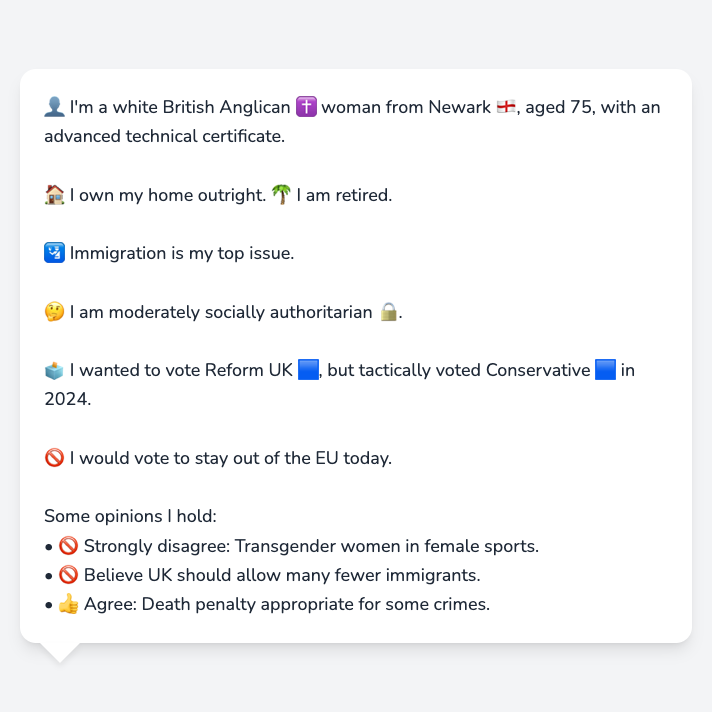 👤 I'm a white British Anglican ✝️ woman from Newark 🏴󠁧󠁢󠁥󠁮󠁧󠁿, aged 75, with an
advanced technical certificate.
🏠 I own my home outright. 🌴 I am retired.
🛂 Immigration is my top issue.
🤔 I am moderately socially authoritarian 🔒.
🗳️ I wanted to vote Reform UK 🟦, but tactically voted Conservative 🟦 in
2024.
🚫 I would vote to stay out of the EU today.
Some opinions I hold:
• 🚫 Strongly disagree: Transgender women in female sports.
• 🚫 Believe UK should allow many fewer immigrants.
• 👍 Agree: Death penalty appropriate for some crimes.